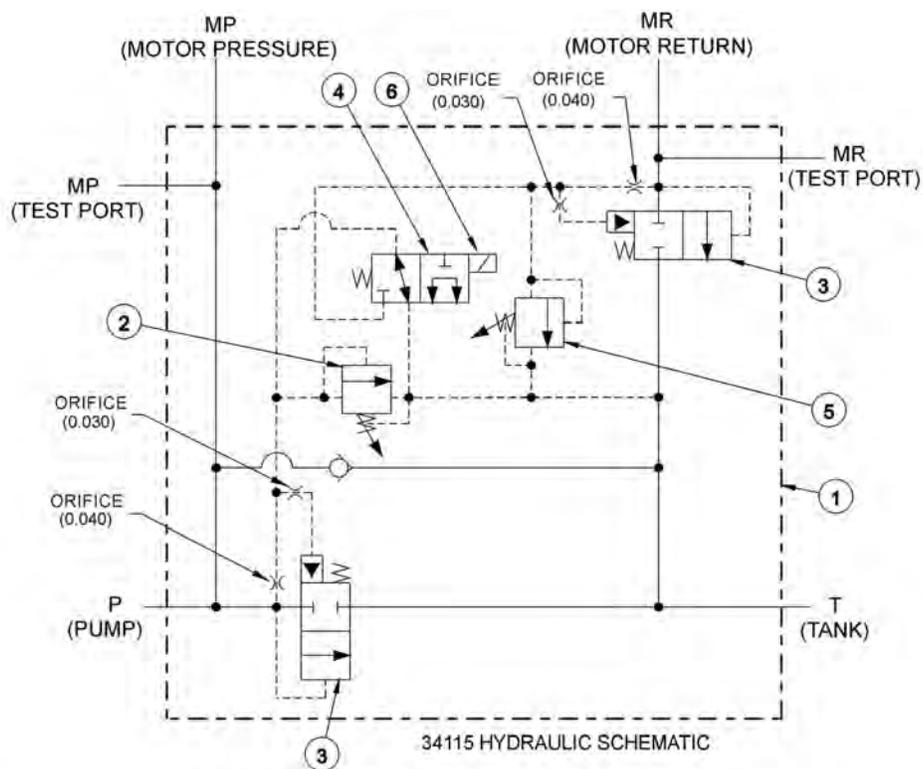 MP
(MOTOR PRESSURE)
MR
(MOTOR RETURN)
ORIFICE
(0.030)
ORIFICE
(0.040)
4
6
MP
(TEST PORT)
MR
(TEST PORT)
3
2
5
ORIFICE
(0.030)
1
ORIFICE
(0.040)
P
(PUMP)
T
(TANK)
3
34115 HYDRAULIC SCHEMATIC